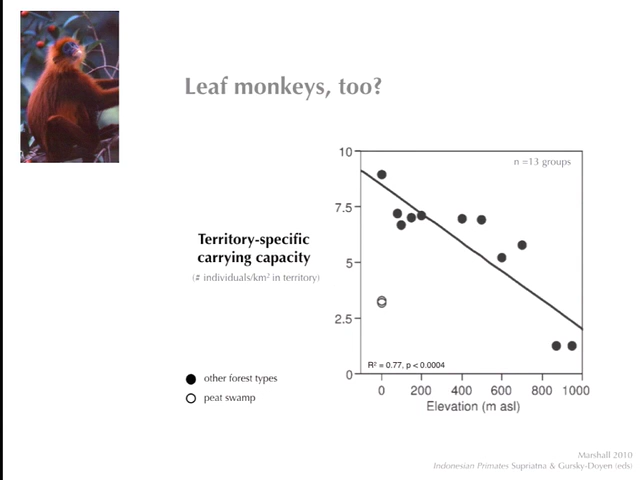 Leaf monkeys, too?
n =13 groups
10
7.5
5
2.5
0
Territory-specific
carrying capacity
(# individuals/km² in territory)
R² = 0.77, p < 0.0004
0 200 400 600 800 1000
Elevation (m asl)
other forest types
peat swamp
Marshall 2010
Indonesian Primates Supriatna & Gursky-Doyen (eds)